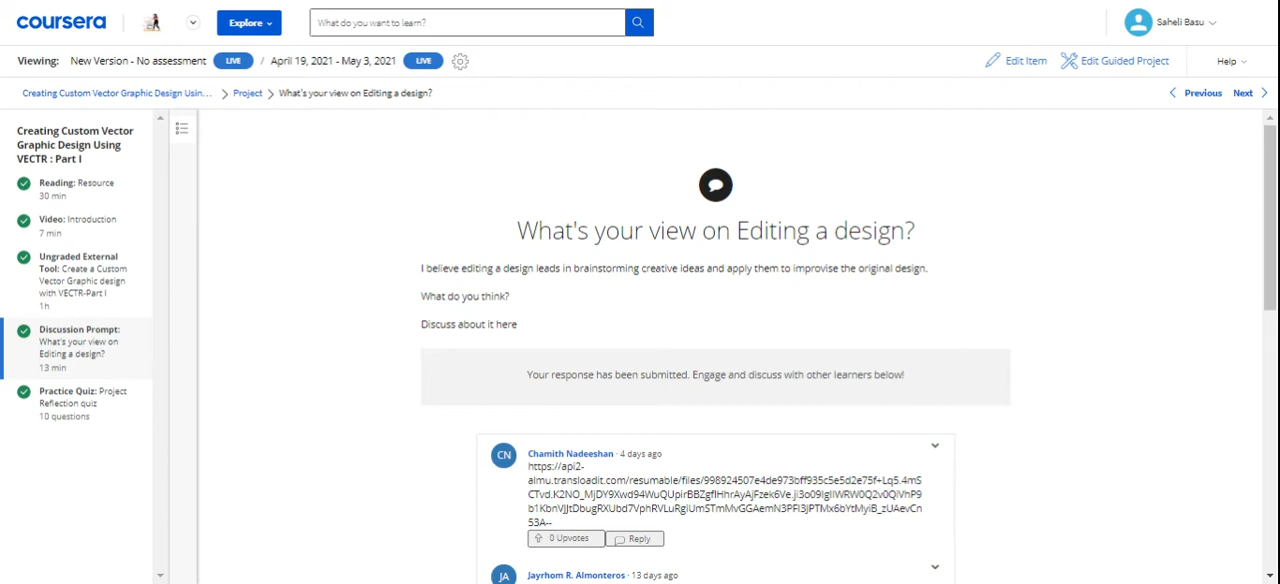 coursera
Explore
What do you want to learn?
Saheli Basu
Viewing: New Version - No assessment LIVE / April 19, 2021 - May 3, 2021 LIVE
Edit Item
Edit Guided Project
Help
Creating Custom Vector Graphic Design Usin... > Project > What's your view on Editing a design?
Previous
Next
Creating Custom Vector
Graphic Design Using
VECTR : Part I
Reading: Resource
30 min
Video: Introduction
7 min
Ungraded External
Tool: Create a Custom
Vector Graphic design
with VECTR-Part I
1h
Discussion Prompt:
What's your view on
Editing a design?
13 min
Practice Quiz: Project
Reflection quiz
10 questions
What's your view on Editing a design?
I believe editing a design leads in brainstorming creative ideas and apply them to improvise the original design.
What do you think?
Discuss about it here
Your response has been submitted. Engage and discuss with other learners below!
CN
Chamith Nadeeshan · 4 days ago
https://api2-
53A--
0 Upvotes
Reply
JA
Jayrhom R. Almonteros · 13 days ago